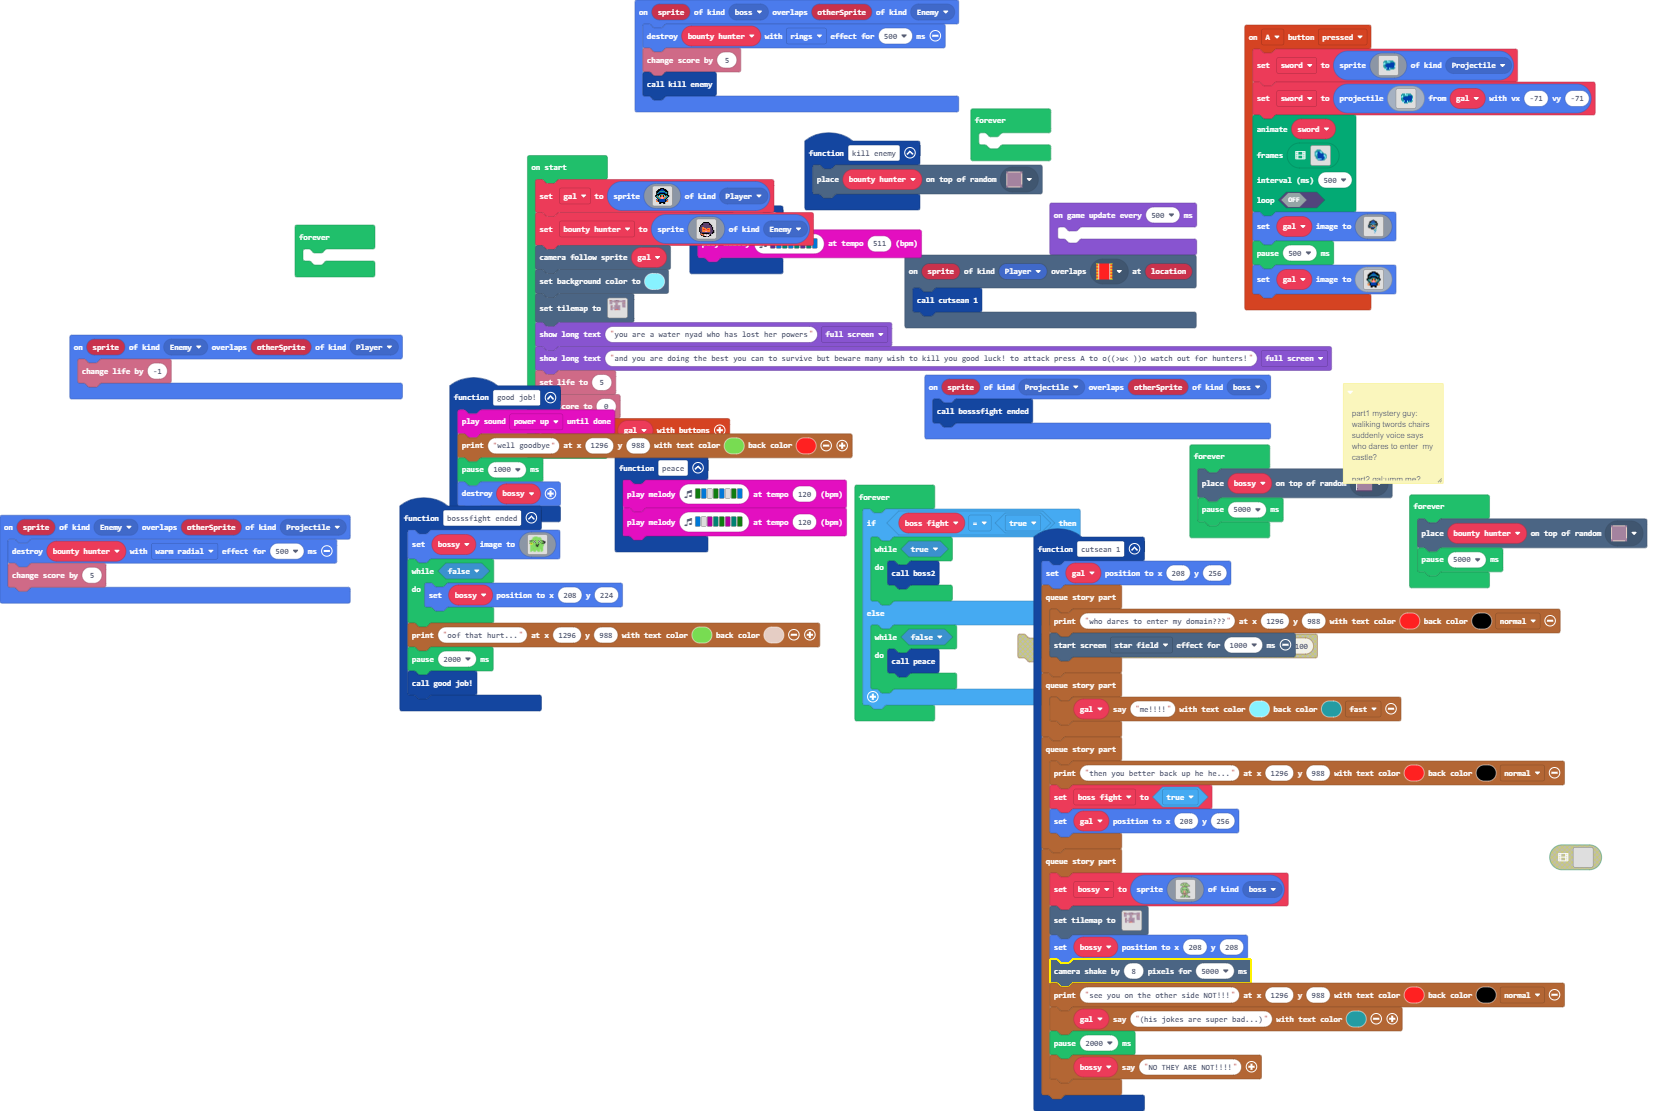 on sprite of kind boss overlaps otherSprite of kind Enemy
destroy bounty hunter with rings effect for 500 ms
change score by 5
call kill enemy
on A button pressed
set sword to sprite of kind Projectile
set sword to projectile from gal with vx -71 vy -71
animate sword
frames
interval (ms) 500
loop OFF
set gal image to
pause 500 ms
set gal image to
forever
function kill enemy
place bounty hunter on top of random
on start
set gal to sprite of kind Player
set bounty hunter to sprite of kind Enemy
camera follow sprite gal
set background color to
set tilemap to
show long text "you are a water nyad who has lost her powers" full screen
show long text "and you are doing the best you can to survive but beware many wish to kill you good luck! to attack press A to o((>ω< ))o watch out for hunters!" full screen
set life to 5
core to 0
gal with buttons
at tempo 511 (bpm)
on game update every 500 ms
forever
on sprite of kind Player overlaps at location
call cutsean 1
on sprite of kind Enemy overlaps otherSprite of kind Player
change life by -1
function good job!
play sound power up until done
print "well goodbye" at x 1296 y 988 with text color back color
pause 1000 ms
destroy bossy
on sprite of kind Projectile overlaps otherSprite of kind boss
call bosssfight ended
part1 mystery guy:
waliking twords chairs
suddenly voice says
who dares to enter my
castle?
part2 gal:umm me?
forever
place bossy on top of random
pause 5000 ms
function peace
play melody at tempo 120 (bpm)
play melody at tempo 120 (bpm)
forever
place bounty hunter on top of random
pause 5000 ms
on sprite of kind Enemy overlaps otherSprite of kind Projectile
destroy bounty hunter with warm radial effect for 500 ms
change score by 5
function bosssfight ended
set bossy image to
while false
do set bossy position to x 208 y 224
print "oof that hurt..." at x 1296 y 988 with text color back color
pause 2000 ms
call good job!
forever
if boss fight = true then
while true
do call boss2
else
while false
do call peace
100
function cutsean 1
set gal position to x 208 y 256
queue story part
print "who dares to enter my domain???" at x 1296 y 988 with text color back color normal
start screen star field effect for 1000 ms
queue story part
gal say "me!!!!" with text color back color fast
queue story part
print "then you better back up he he..." at x 1296 y 988 with text color back color normal
set boss fight to true
set gal position to x 208 y 256
queue story part
set bossy to sprite of kind boss
set tilemap to
set bossy position to x 208 y 208
camera shake by 8 pixels for 5000 ms
print "see you on the other side NOT!!!" at x 1296 y 988 with text color back color normal
gal say "(his jokes are super bad...)" with text color
pause 2000 ms
bossy say "NO THEY ARE NOT!!!!"